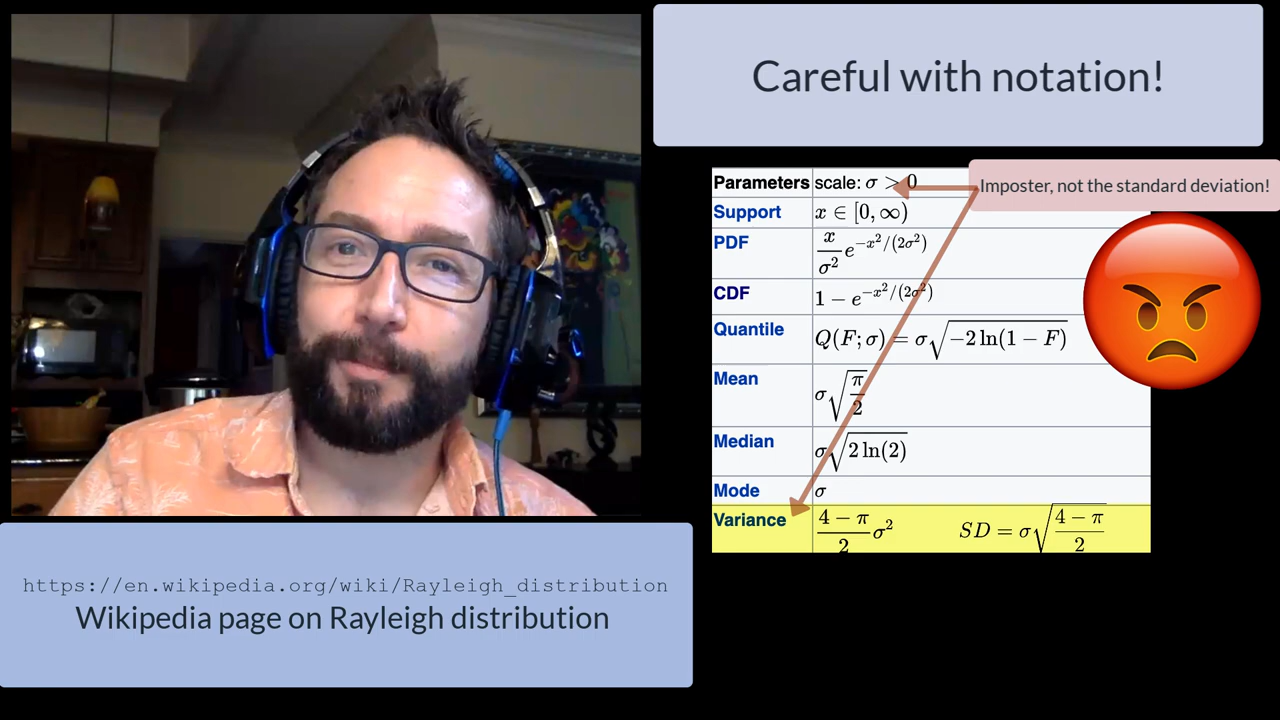 Careful with notation!
Imposter, not the standard deviation!
Parameters scale: σ > 0
Support x ∈ [0, ∞)
PDF x/σ² e^{−x²/(2σ²)}
CDF 1 − e^{−x²/(2σ²)}
Quantile Q(F; σ) = σ√(−2 ln(1 − F))
Mean σ√(π/2)
Median σ√(2 ln(2))
Mode σ
Variance (4 − π)/2 σ² SD = σ√((4 − π)/2)
https://en.wikipedia.org/wiki/Rayleigh_distribution
Wikipedia page on Rayleigh distribution